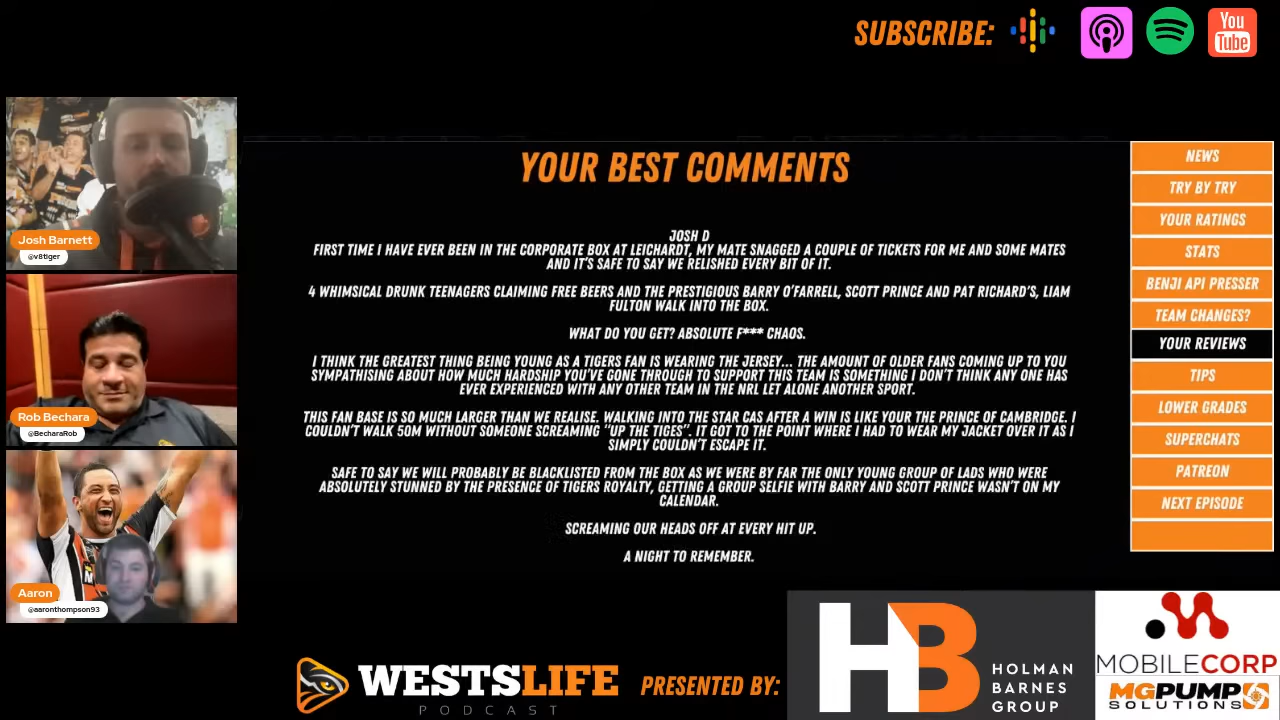 SUBSCRIBE:
You
Tube
Josh Barnett
@v8tiger
Rob Bechara
@BecharaRob
Aaron
@aaronthompson93
YOUR BEST COMMENTS
JOSH D
FIRST TIME I HAVE EVER BEEN IN THE CORPORATE BOX AT LEICHARDT, MY MATE SNAGGED A COUPLE OF TICKETS FOR ME AND SOME MATES
AND IT'S SAFE TO SAY WE RELISHED EVERY BIT OF IT.
4 WHIMSICAL DRUNK TEENAGERS CLAIMING FREE BEERS AND THE PRESTIGIOUS BARRY O'FARRELL, SCOTT PRINCE AND PAT RICHARD'S, LIAM
FULTON WALK INTO THE BOX.
WHAT DO YOU GET? ABSOLUTE F*** CHAOS.
I THINK THE GREATEST THING BEING YOUNG AS A TIGERS FAN IS WEARING THE JERSEY... THE AMOUNT OF OLDER FANS COMING UP TO YOU
SYMPATHISING ABOUT HOW MUCH HARDSHIP YOU'VE GONE THROUGH TO SUPPORT THIS TEAM IS SOMETHING I DON'T THINK ANY ONE HAS
EVER EXPERIENCED WITH ANY OTHER TEAM IN THE NRL LET ALONE ANOTHER SPORT.
THIS FAN BASE IS SO MUCH LARGER THAN WE REALISE. WALKING INTO THE STAR CAS AFTER A WIN IS LIKE YOUR THE PRINCE OF CAMBRIDGE. I
COULDN'T WALK 50M WITHOUT SOMEONE SCREAMING "UP THE TIGES". IT GOT TO THE POINT WHERE I HAD TO WEAR MY JACKET OVER IT AS I
SIMPLY COULDN'T ESCAPE IT.
SAFE TO SAY WE WILL PROBABLY BE BLACKLISTED FROM THE BOX AS WE WERE BY FAR THE ONLY YOUNG GROUP OF LADS WHO WERE
ABSOLUTELY STUNNED BY THE PRESENCE OF TIGERS ROYALTY, GETTING A GROUP SELFIE WITH BARRY AND SCOTT PRINCE WASN'T ON MY
CALENDAR.
SCREAMING OUR HEADS OFF AT EVERY HIT UP.
A NIGHT TO REMEMBER.
NEWS
TRY BY TRY
YOUR RATINGS
STATS
BENJI API PRESSER
TEAM CHANGES?
YOUR REVIEWS
TIPS
LOWER GRADES
SUPERCHATS
PATREON
NEXT EPISODE
WESTSLIFE
PODCAST
PRESENTED BY:
HB
HOLMAN
BARNES
GROUP
MOBILECORP
MGPUMP
SOLUTIONS